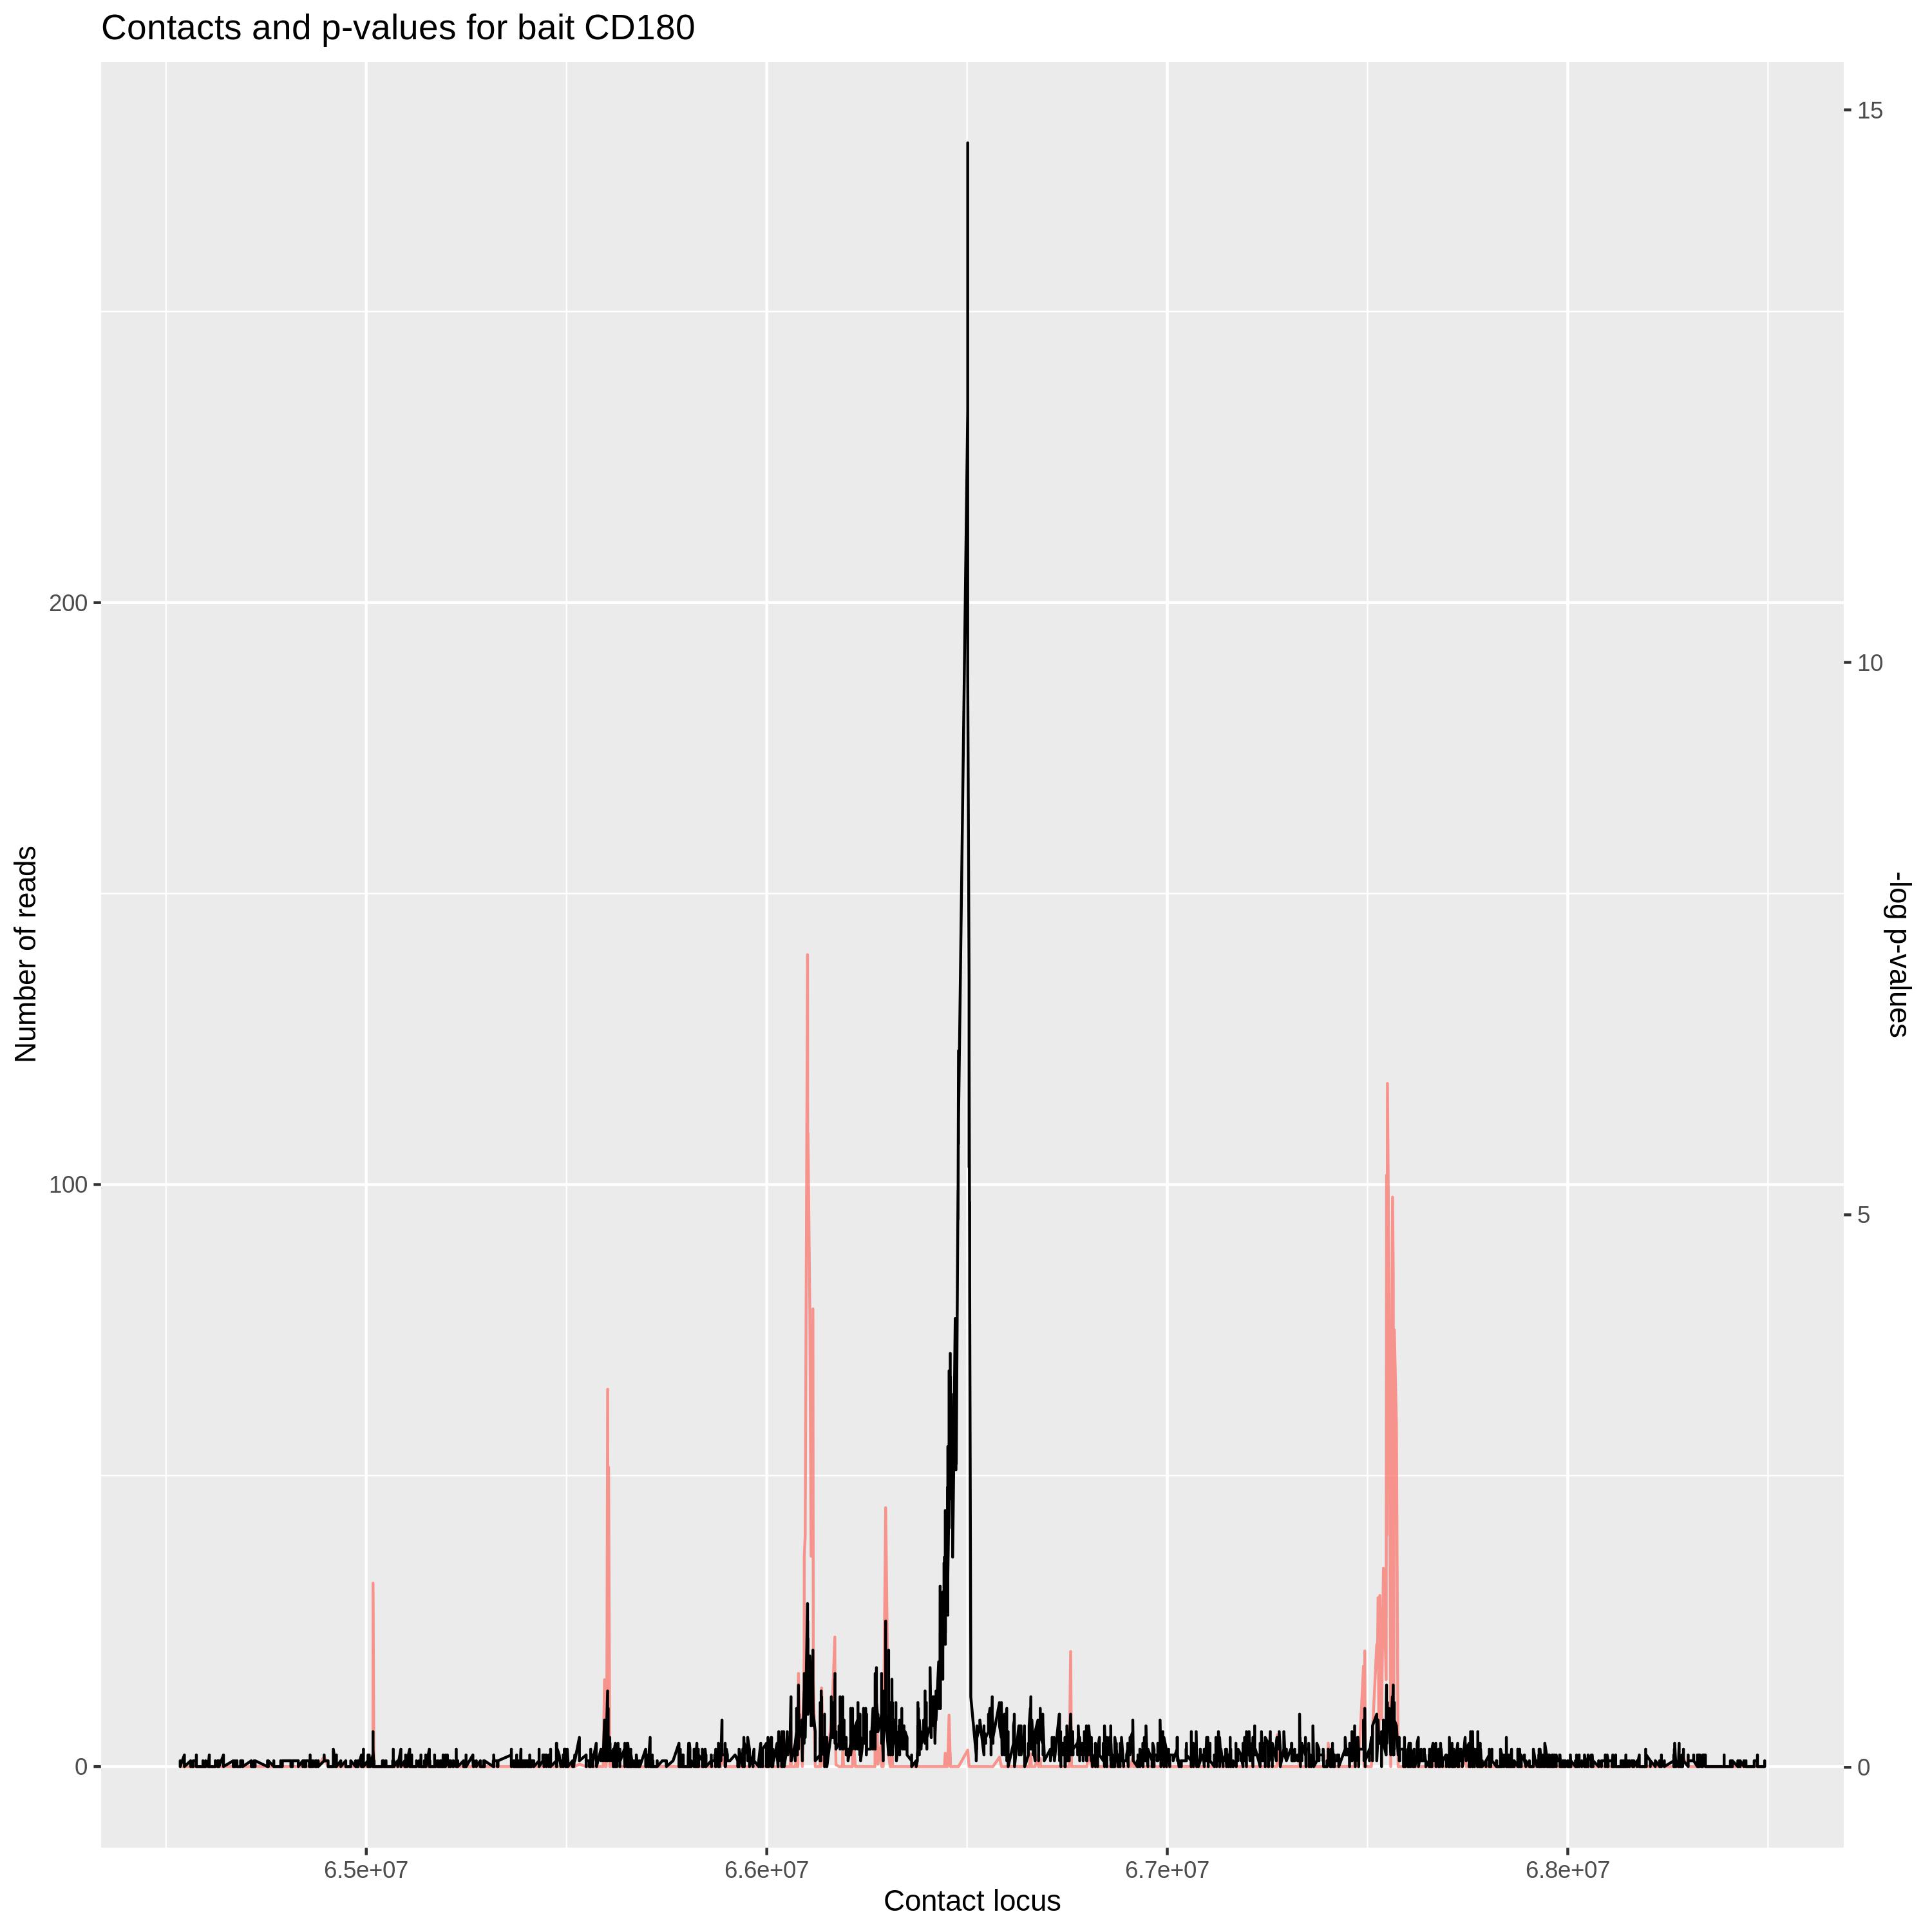 Contacts and p-values for bait CD180
Number of reads
200
100
0
15
10
5
0
-log p-values
6.5e+07
6.6e+07
6.7e+07
6.8e+07
Contact locus